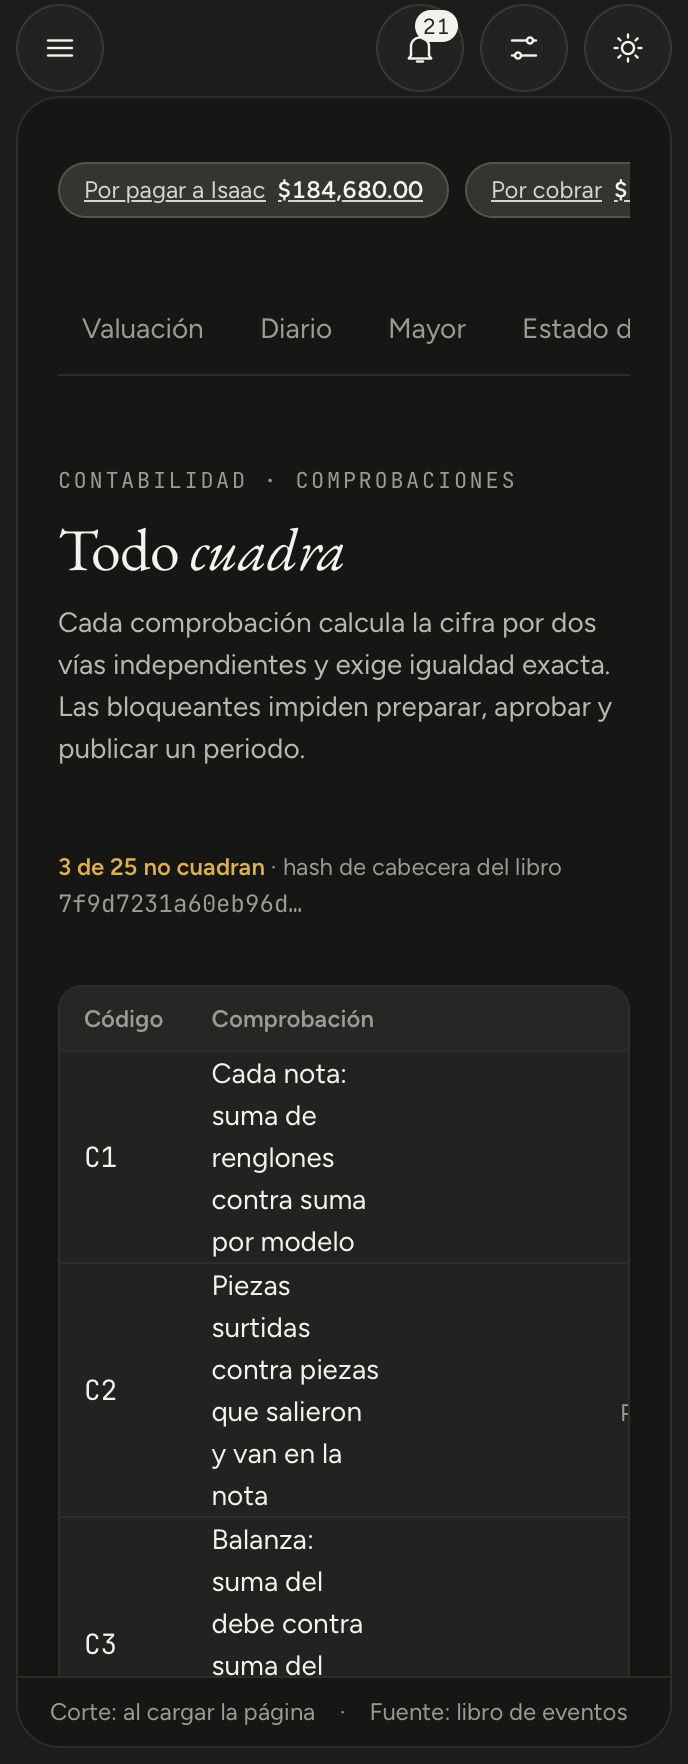 21
Por pagar a Isaac $184,680.00 Por cobrar $
Valuación Diario Mayor Estado d
CONTABILIDAD · COMPROBACIONES
Todo cuadra
Cada comprobación calcula la cifra por dos
vías independientes y exige igualdad exacta.
Las bloqueantes impiden preparar, aprobar y
publicar un periodo.
3 de 25 no cuadran · hash de cabecera del libro
7f9d7231a60eb96d…
Código Comprobación
C1
Cada nota:
suma de
renglones
contra suma
por modelo
C2
Piezas
surtidas
contra piezas
que salieron
y van en la
nota
C3
Balanza:
suma del
debe contra
suma del
Corte: al cargar la página · Fuente: libro de eventos